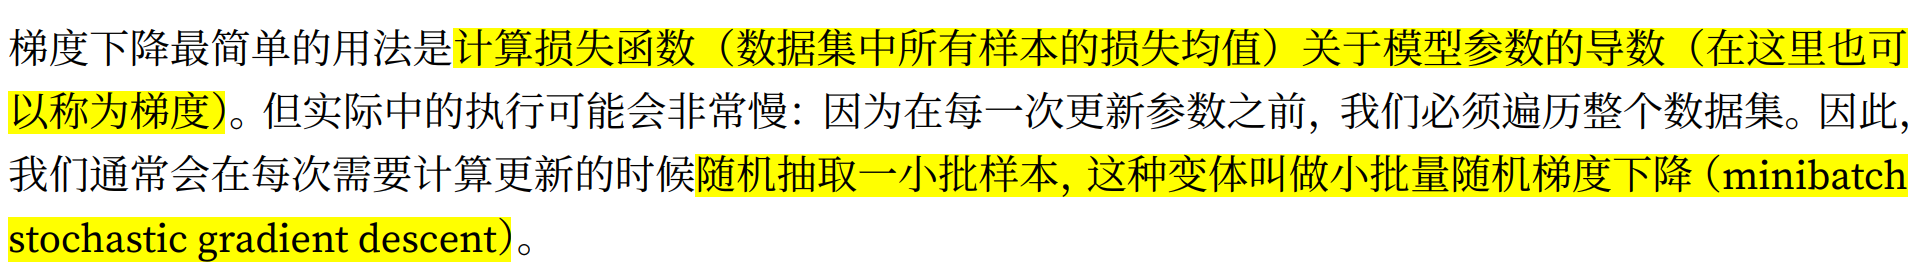 梯度下降最简单的用法是计算损失函数（数据集中所有样本的损失均值）关于模型参数的导数（在这里也可
以称为梯度）。但实际中的执行可能会非常慢：因为在每一次更新参数之前，我们必须遍历整个数据集。因此，
我们通常会在每次需要计算更新的时候随机抽取一小批样本，这种变体叫做小批量随机梯度下降（minibatch
stochastic gradient descent）。